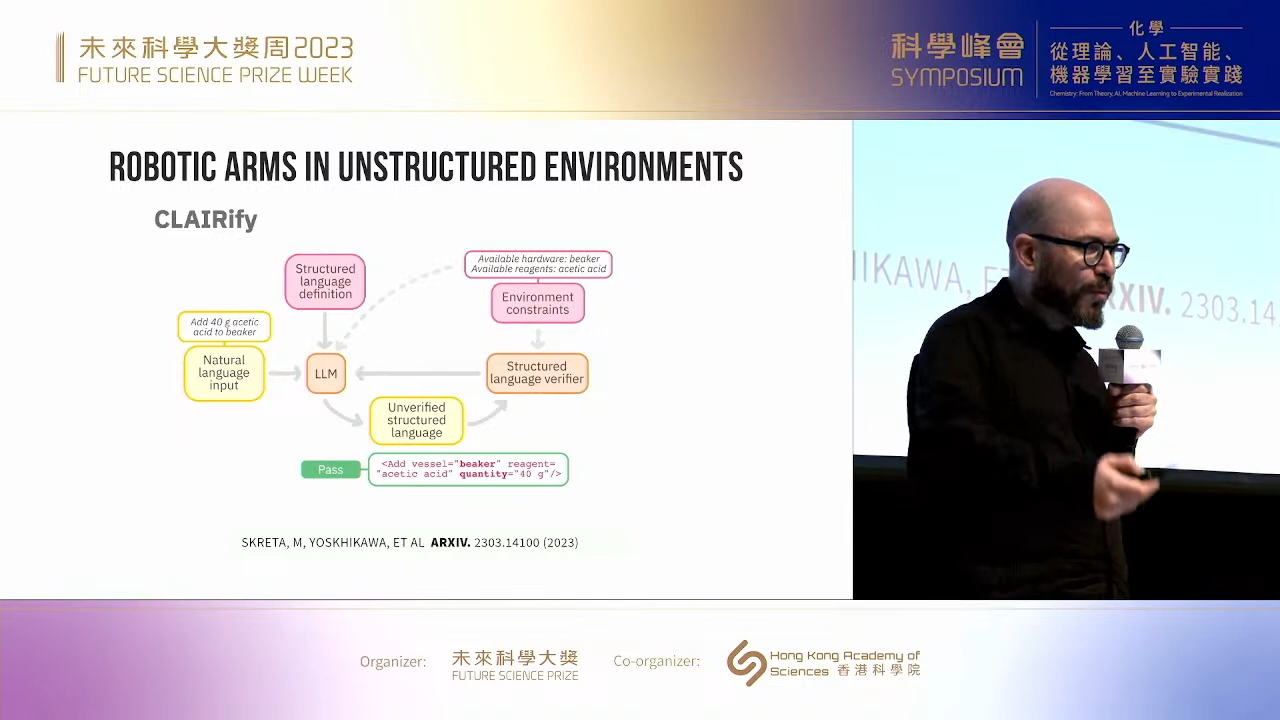 未來科學大獎周2023
FUTURE SCIENCE PRIZE WEEK
科學峰會
SYMPOSIUM
化學
從理論、人工智能、
機器學習至實驗實踐
Chemistry: From Theory, AI, Machine Learning to Experimental Realization
ROBOTIC ARMS IN UNSTRUCTURED ENVIRONMENTS
CLAIRify
Structured
language
definition
Available hardware: beaker
Available reagents: acetic acid
Environment
constraints
Add 40 g acetic
acid to beaker
Natural
language
input
LLM
Structured
language verifier
Unverified
structured
language
Pass
<Add vessel="beaker" reagent=
"acetic acid" quantity="40 g"/>
SKRETA, M, YOSKHIKAWA, ET AL ARXIV. 2303.14100 (2023)
HIKAWA, ET
RXIV. 2303.14
Organizer:
未來科學大獎
FUTURE SCIENCE PRIZE
Co-organizer:
Hong Kong Academy of
Sciences 香港科學院